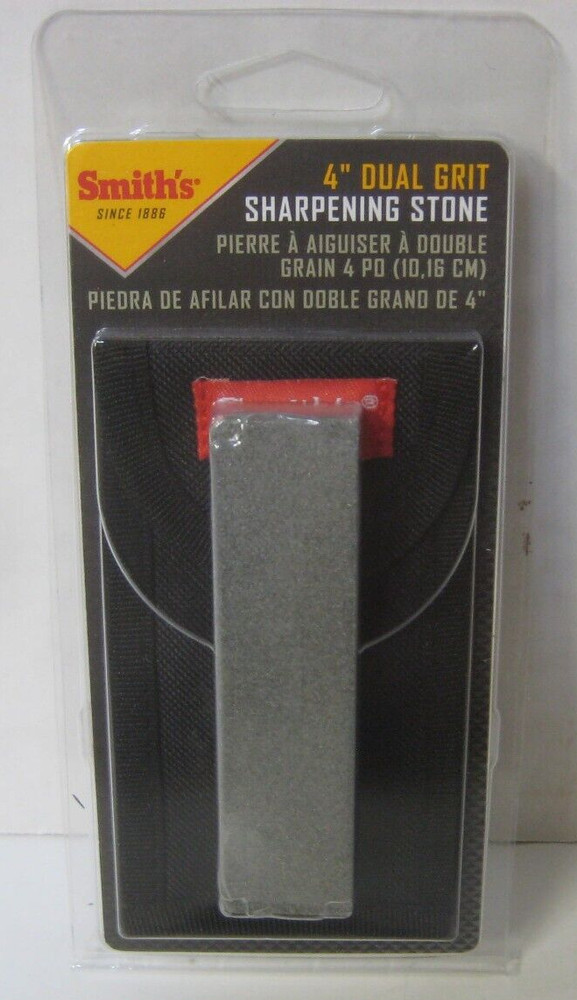 Smith's®
SINCE 1886
4" DUAL GRIT
SHARPENING STONE
PIERRE À AIGUISER À DOUBLE
GRAIN 4 PO (10,16 CM)
PIEDRA DE AFILAR CON DOBLE GRANO DE 4"
®